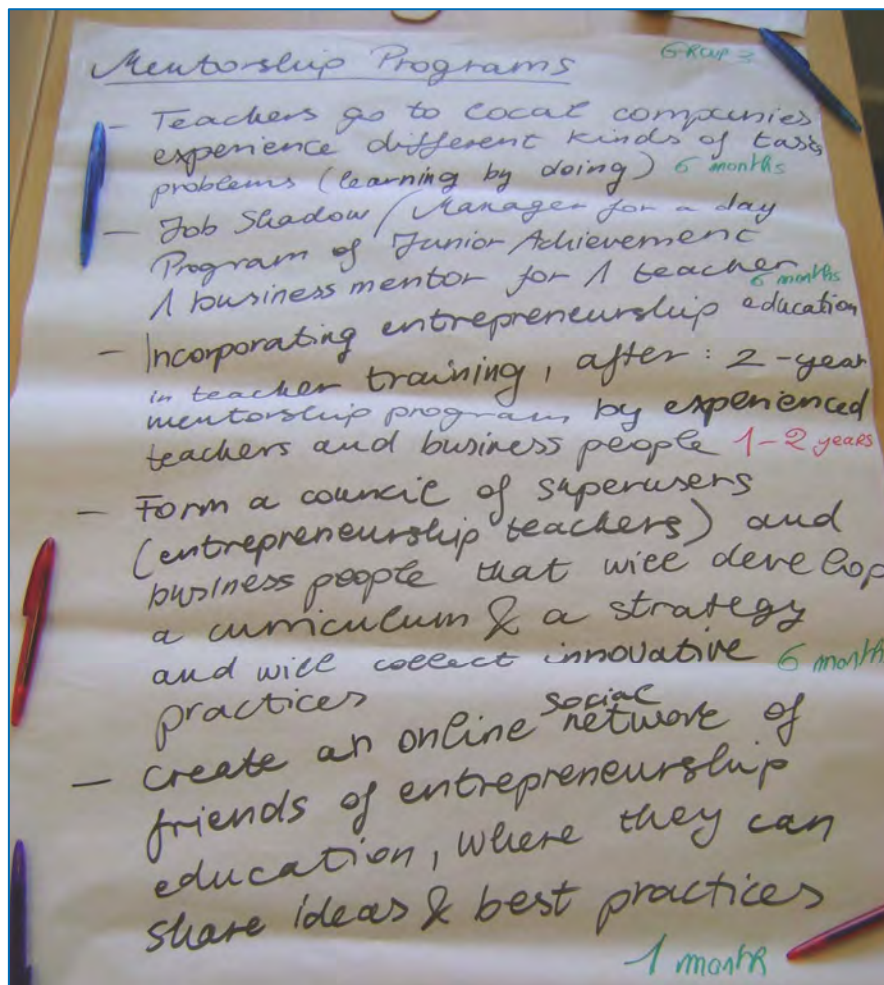 Mentorship Programs GROUP 3
- Teachers go to local companies
experience different kinds of tasks
problems (learning by doing) 6 months
- Job Shadow / Manager for a day
Program of Junior Achievement
1 business mentor for 1 teacher 6 months
- Incorporating entrepreneurship education
in teacher training, after: 2-year
mentorship program by experienced
teachers and business people 1-2 years
- Form a council of superusers
(entrepreneurship teachers) and
business people that will develop
a curriculum & a strategy
and will collect innovative 6 month
practices
- create an online social network of
friends of entrepreneurship
education, where they can
share ideas & best practices
1 month